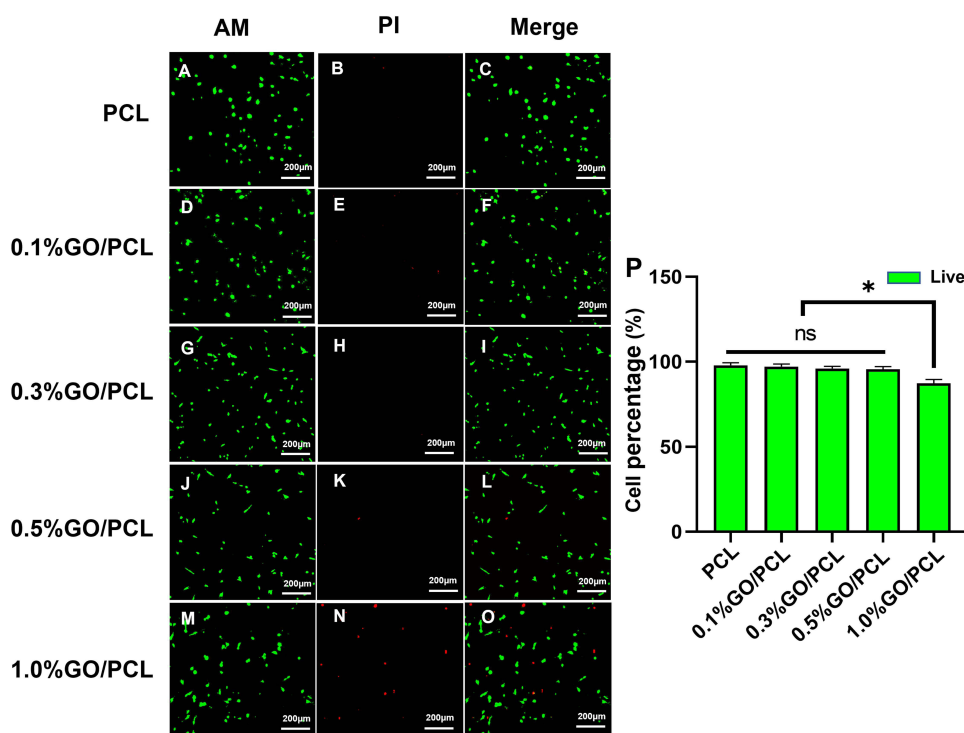 AM PI Merge
PCL
A B C
200μm 200μm 200μm
0.1%GO/PCL
D E F
200μm 200μm 200μm
0.3%GO/PCL
G H I
200μm 200μm 200μm
0.5%GO/PCL
J K L
200μm 200μm 200μm
1.0%GO/PCL
M N O
200μm 200μm 200μm
P
Live
*
ns
Cell percentage (%)
150
100
50
0
PCL
0.1%GO/PCL
0.3%GO/PCL
0.5%GO/PCL
1.0%GO/PCL